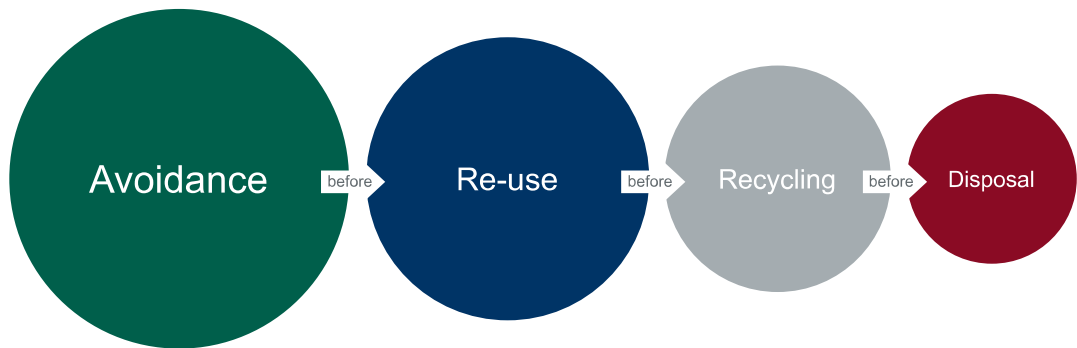 Avoidance
before
Re-use
before
Recycling
before
Disposal